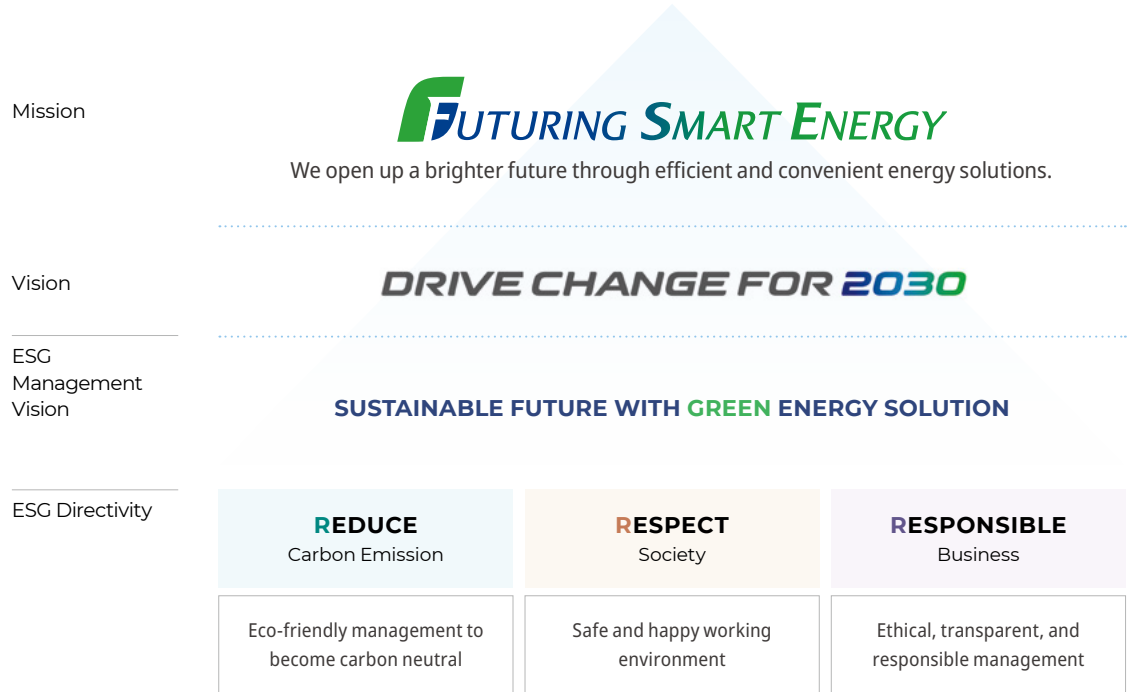 Mission
FUTURING SMART ENERGY
We open up a brighter future through efficient and convenient energy solutions.
Vision
DRIVE CHANGE FOR 2030
ESG
Management
Vision
SUSTAINABLE FUTURE WITH GREEN ENERGY SOLUTION
ESG Directivity
REDUCE
Carbon Emission
RESPECT
Society
RESPONSIBLE
Business
Eco-friendly management to
become carbon neutral
Safe and happy working
environment
Ethical, transparent, and
responsible management